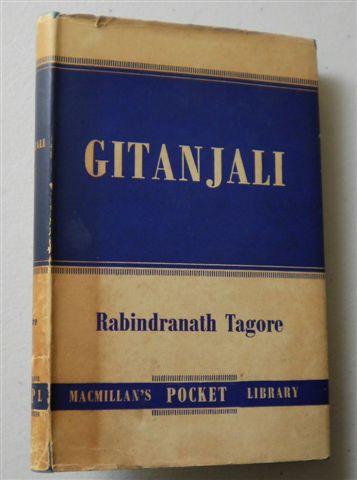 GITANJALI
Rabindranath Tagore
MACMILLAN'S POCKET LIBRARY